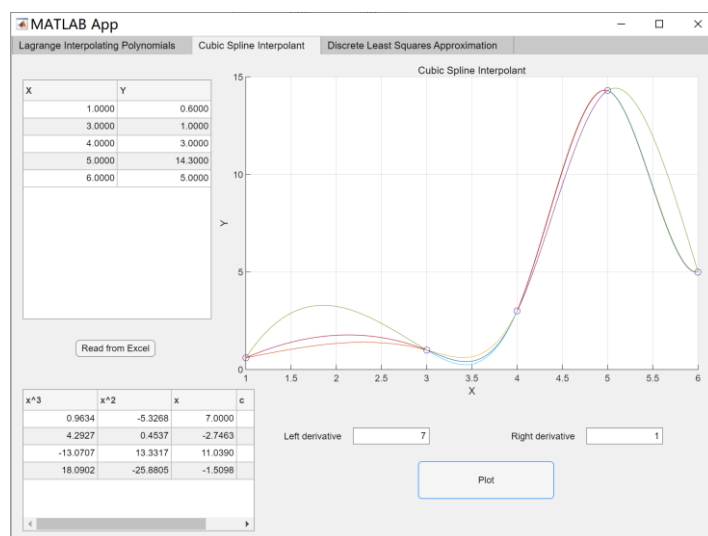 MATLAB App
Lagrange Interpolating Polynomials Cubic Spline Interpolant Discrete Least Squares Approximation
Cubic Spline Interpolant
X Y
1.0000 0.6000
3.0000 1.0000
4.0000 3.0000
5.0000 14.3000
6.0000 5.0000
15
10
5
0
Y
1 1.5 2 2.5 3 3.5 4 4.5 5 5.5 6
X
Read from Excel
x^3 x^2 x c
0.9634 -5.3268 7.0000
4.2927 0.4537 -2.7463
-13.0707 13.3317 11.0390
18.0902 -25.8805 -1.5098
Left derivative 7 Right derivative 1
Plot